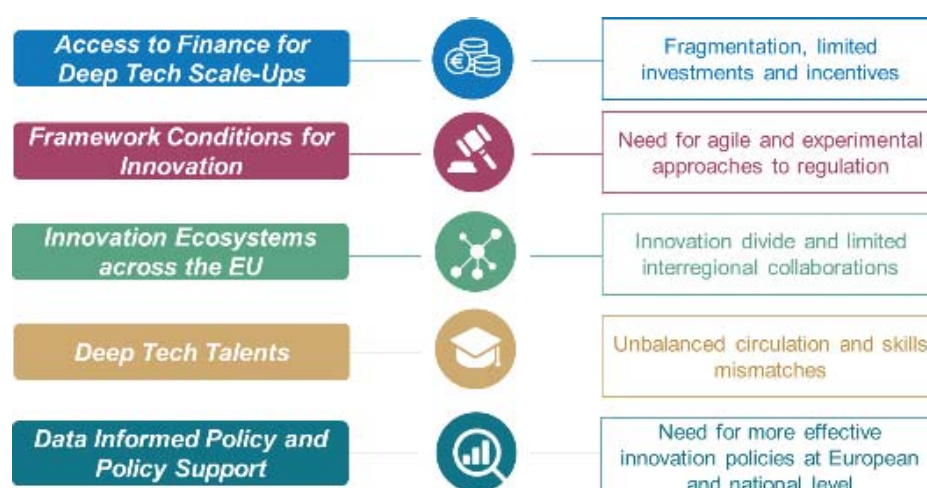 Access to Finance for
Deep Tech Scale-Ups
Fragmentation, limited
investments and incentives
Framework Conditions for
Innovation
Need for agile and experimental
approaches to regulation
Innovation Ecosystems
across the EU
Innovation divide and limited
interregional collaborations
Deep Tech Talents
Unbalanced circulation and skills
mismatches
Data Informed Policy and
Policy Support
Need for more effective
innovation policies at European
and national level